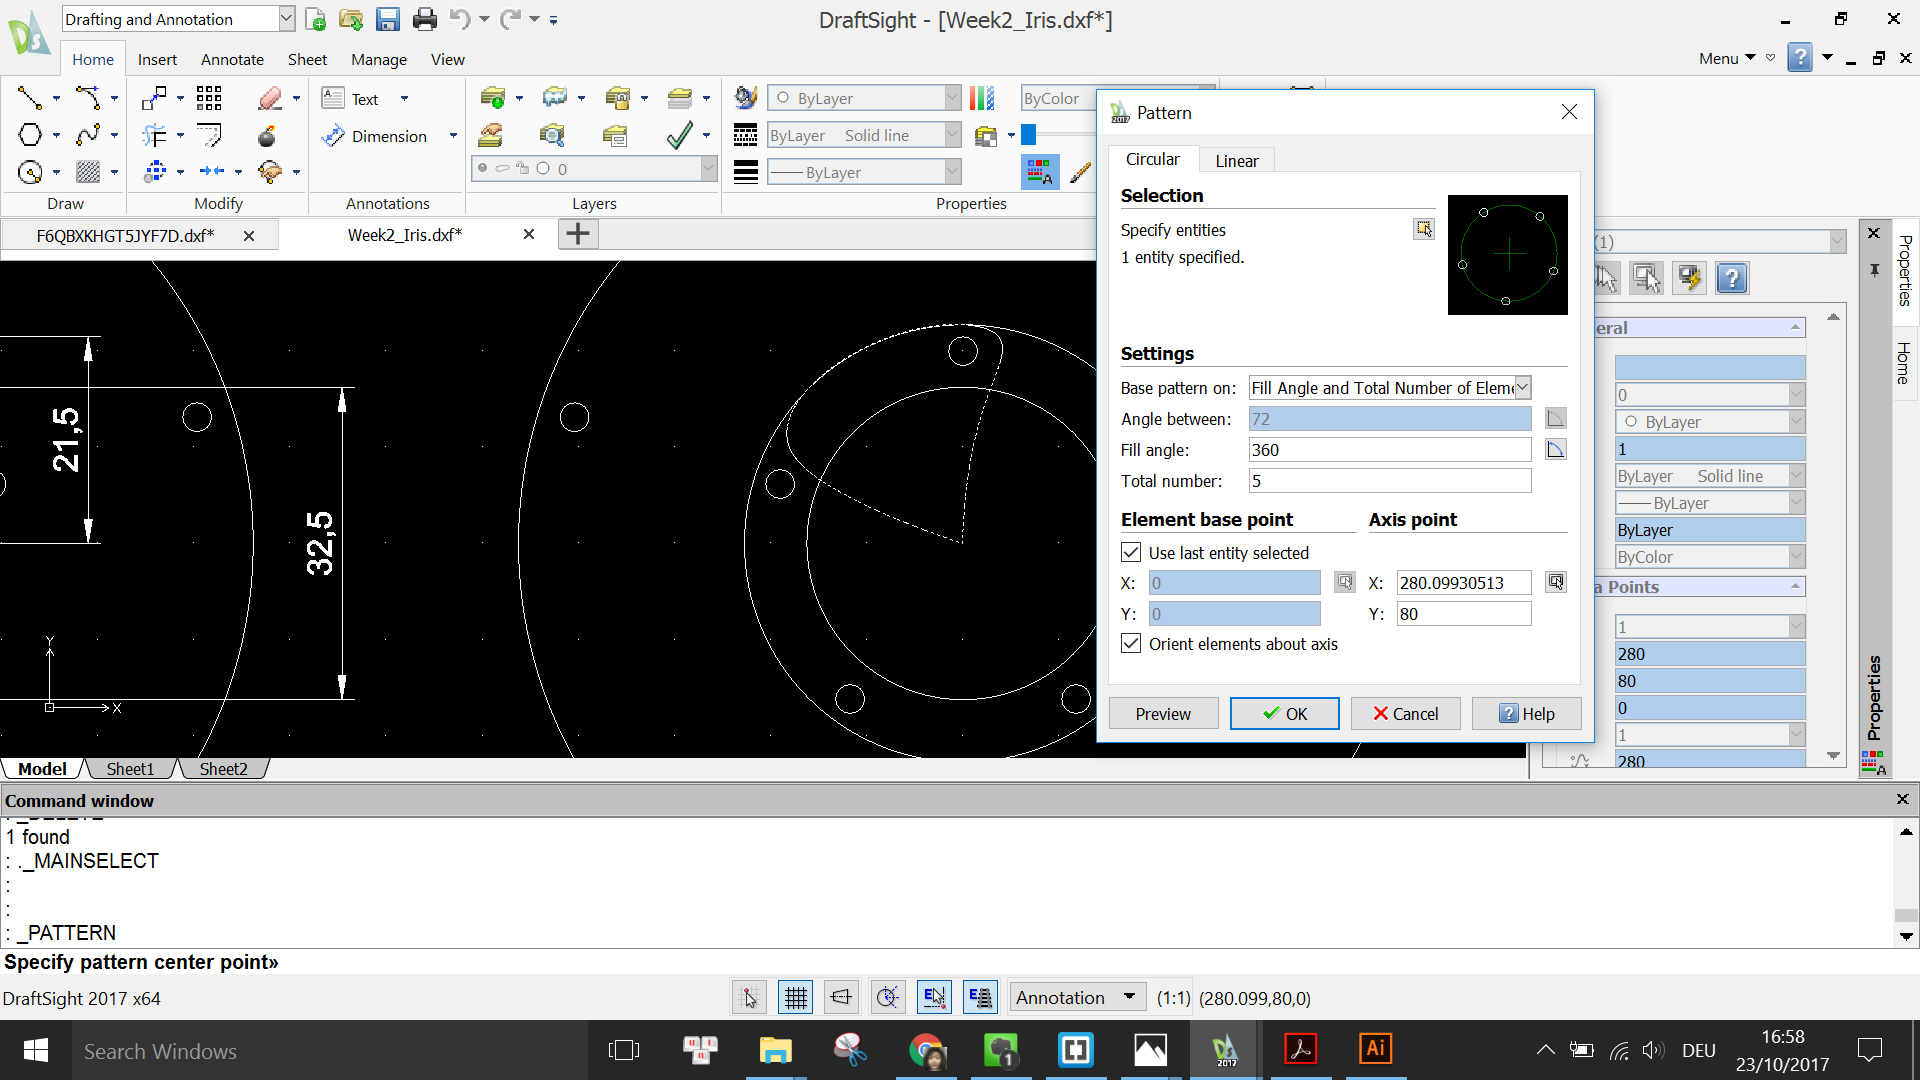 Drafting and Annotation
DraftSight - [Week2_Iris.dxf*]
Home Insert Annotate Sheet Manage View
Menu
Text
ByLayer
ByColor
Dimension
ByLayer Solid line
0
ByLayer
Draw Modify Annotations Layers Properties
F6QBXKHGT5JYF7D.dxf*
Week2_Iris.dxf*
21,5
32,5
Y
X
2017
Pattern
Circular
Linear
Selection
Specify entities
1 entity specified.
Settings
Base pattern on: Fill Angle and Total Number of Eleme
Angle between: 72
Fill angle: 360
Total number: 5
Element base point
Axis point
Use last entity selected
X: 0
X: 280.09930513
Y: 0
Y: 80
Orient elements about axis
Preview
OK
Cancel
Help
(1)
eral
0
ByLayer
1
ByLayer Solid line
ByLayer
ByLayer
ByColor
a Points
1
280
80
0
1
280
Properties
Home
Properties
Model Sheet1 Sheet2
Command window
: _DELETE
1 found
: ._MAINSELECT
:
:
: _PATTERN
Specify pattern center point»
DraftSight 2017 x64
Annotation
(1:1)
(280.099,80,0)
Search Windows
DEU
16:58
23/10/2017